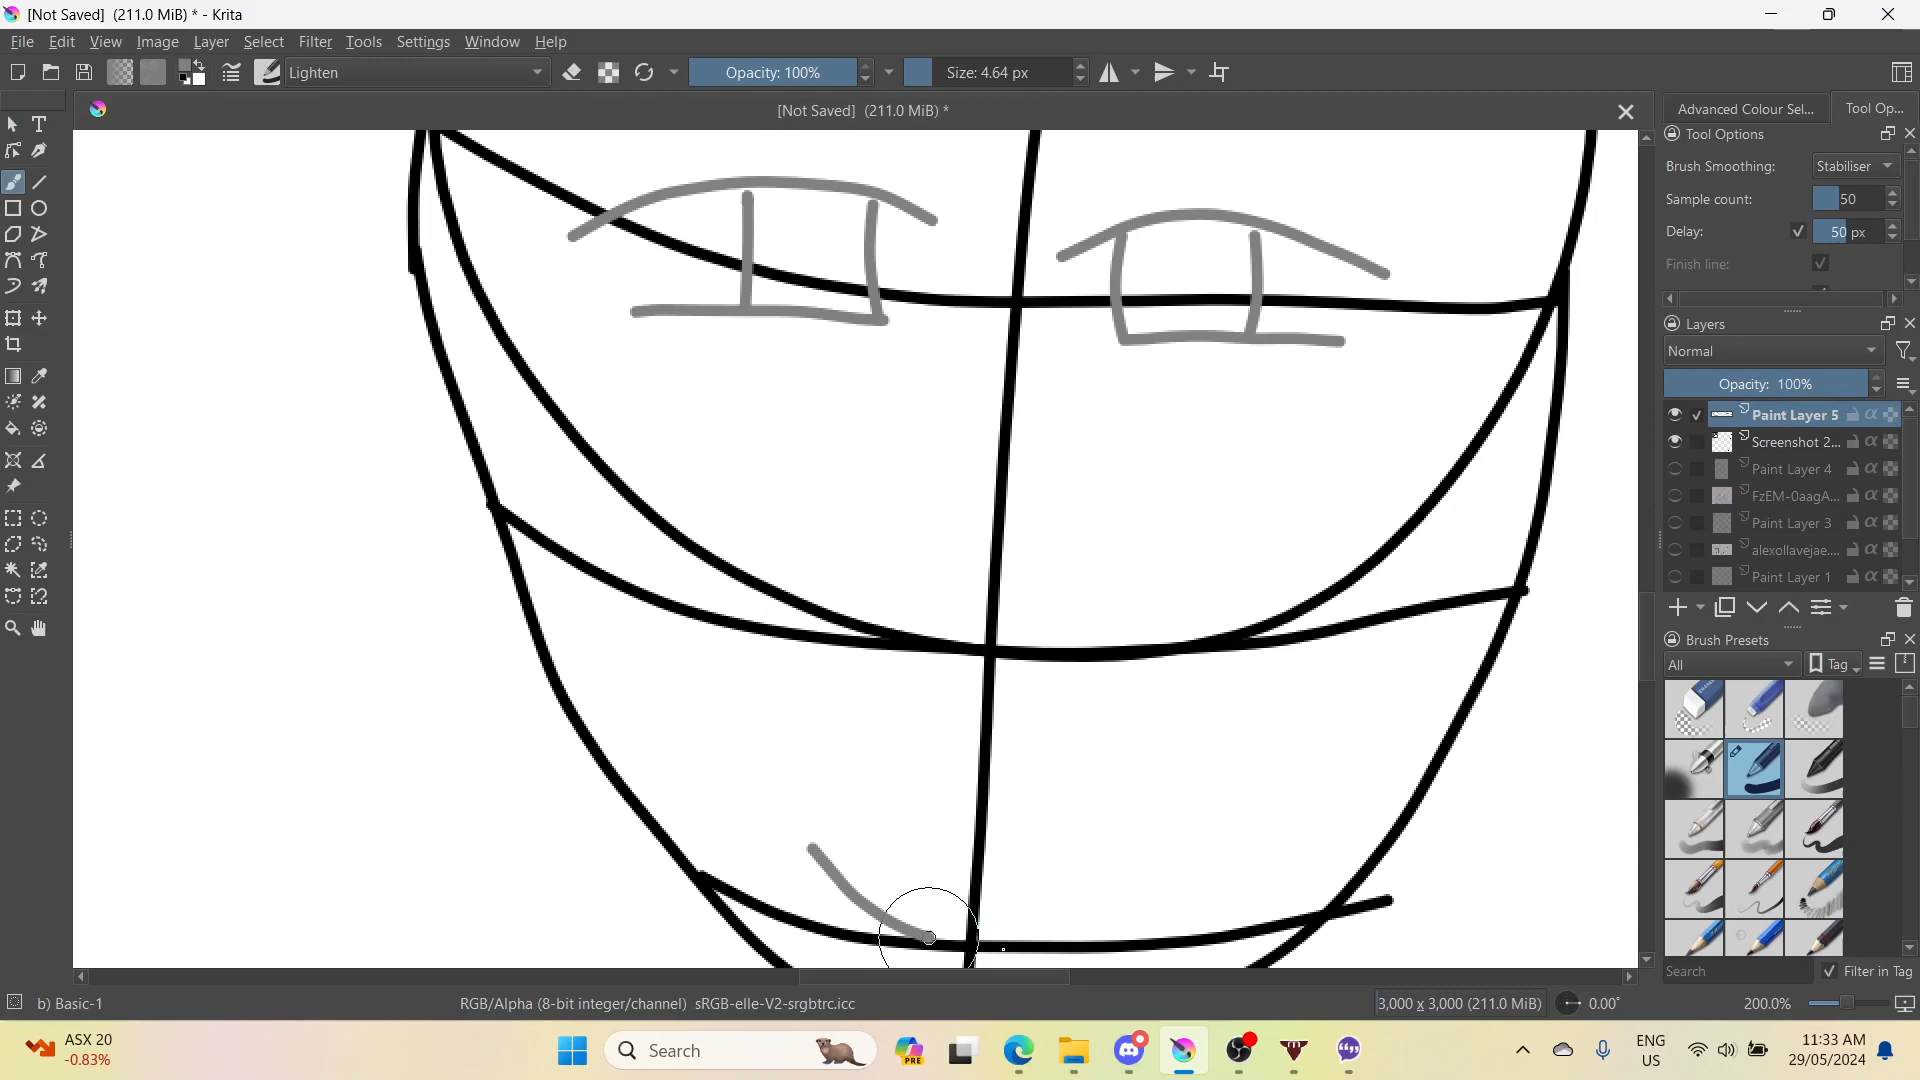 [Not Saved]  (211.0 MiB) * - Krita
File Edit View Image Layer Select Filter Tools Settings Window Help
Lighten Opacity: 100% Size: 4.64 px
[Not Saved]  (211.0 MiB) *
Advanced Colour Sel... Tool Op...
Tool Options
Brush Smoothing: Stabiliser
Sample count: 50
Delay: 50 px
Finish line:
Layers
Normal
Opacity: 100%
Paint Layer 5
Screenshot 2...
Paint Layer 4
FzEM-0aagA...
Paint Layer 3
alexollavejae....
Paint Layer 1
Brush Presets
All Tag
Search Filter in Tag
b) Basic-1 RGB/Alpha (8-bit integer/channel)  sRGB-elle-V2-srgbtrc.icc 3,000 x 3,000 (211.0 MiB) 0.00° 200.0%
ASX 20
-0.83%
Search
PRE
ENG
US
11:33 AM
29/05/2024